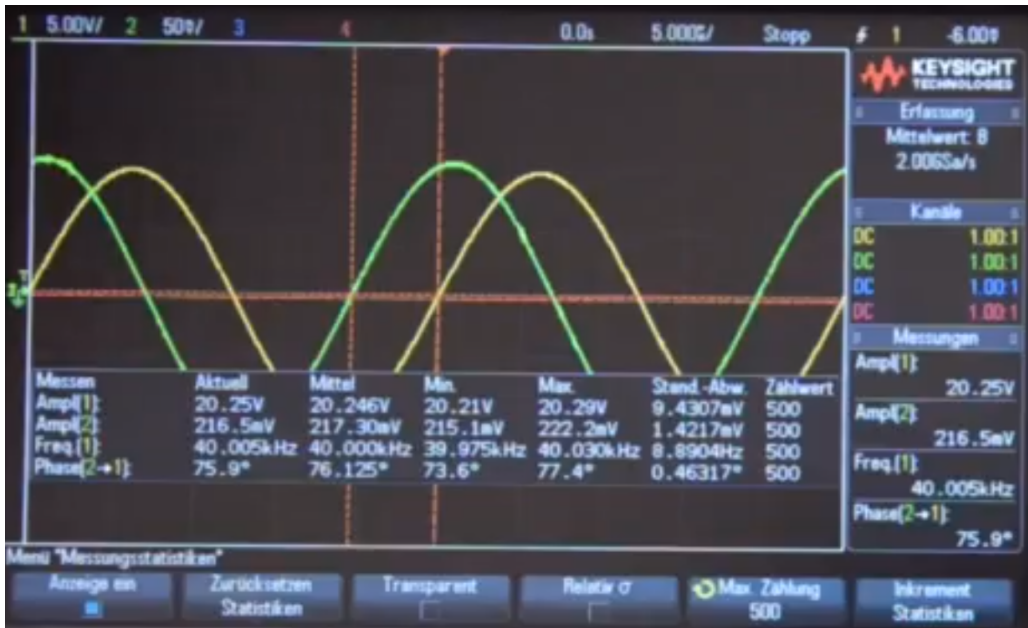 1 5.00V/ 2 50▿/ 3 4 0.0s 5.000▿/ Stopp 1 -6.00▿
KEYSIGHT
TECHNOLOGIES
Erfassung
Mittelwert: 8
2.00GSa/s
Kanäle
DC 1.00:1
DC 1.00:1
DC 1.00:1
DC 1.00:1
Messungen
Ampl(1):
20.25V
Ampl(2):
216.5mV
Freq.(1):
40.005kHz
Phase(2→1):
75.9°
Messen Aktuell Mittel Min. Max. Stand.-Abw. Zählwert
Ampl(1): 20.25V 20.246V 20.21V 20.29V 9.4307mV 500
Ampl(2): 216.5mV 217.30mV 215.1mV 222.2mV 1.4217mV 500
Freq.(1): 40.005kHz 40.000kHz 39.975kHz 40.030kHz 8.8904Hz 500
Phase(2→1): 75.9° 76.125° 73.6° 77.4° 0.46317° 500
Menü "Messungsstatistiken"
Anzeige ein
Zurücksetzen
Statistiken
Transparent
Relativ σ
Max. Zählung
500
Inkrement
Statistiken